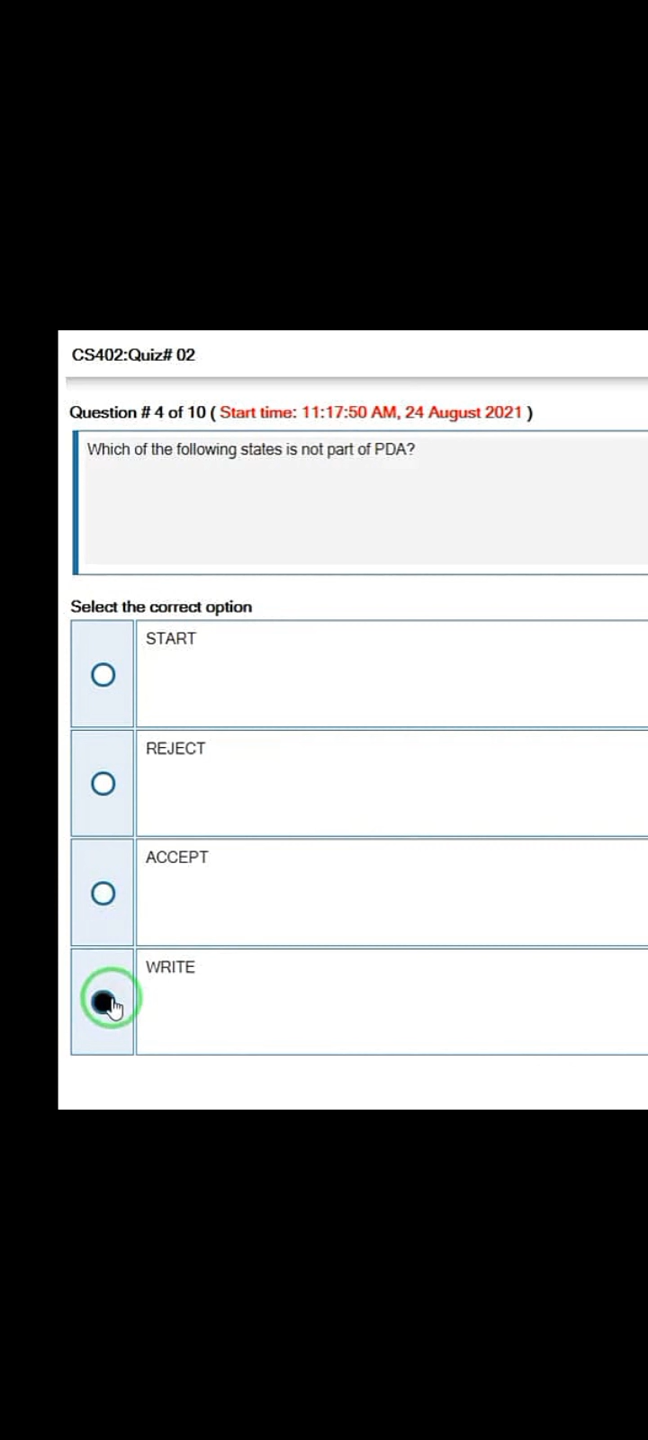 CS402:Quiz# 02
Question # 4 of 10 ( Start time: 11:17:50 AM, 24 August 2021 )
Which of the following states is not part of PDA?
Select the correct option
START
REJECT
ACCEPT
WRITE